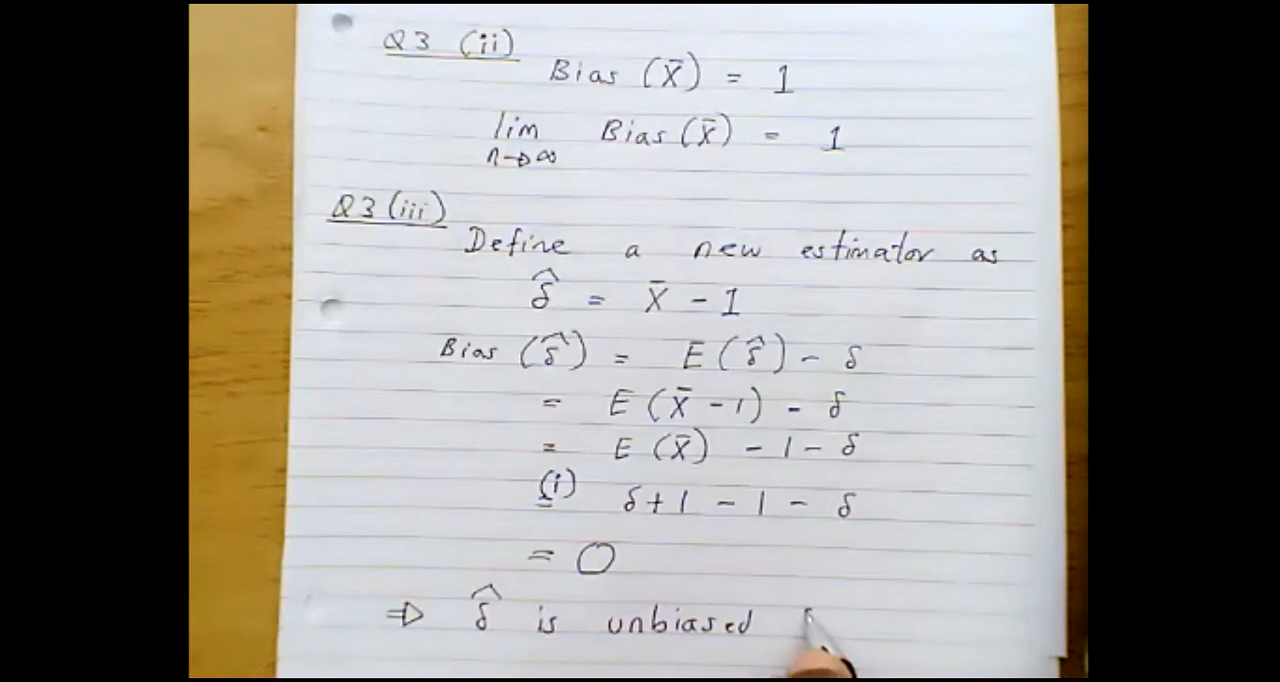 Q3 (ii)
Bias (X̄) = 1
lim n→∞ Bias (X̄) = 1
Q3 (iii)
Define a new estimator as
δ̂ = X̄ - 1
Bias (δ̂) = E (δ̂) - δ
= E (X̄ - 1) - δ
= E (X̄) - 1 - δ
(i)= δ + 1 - 1 - δ
= 0
⇒ δ̂ is unbiased